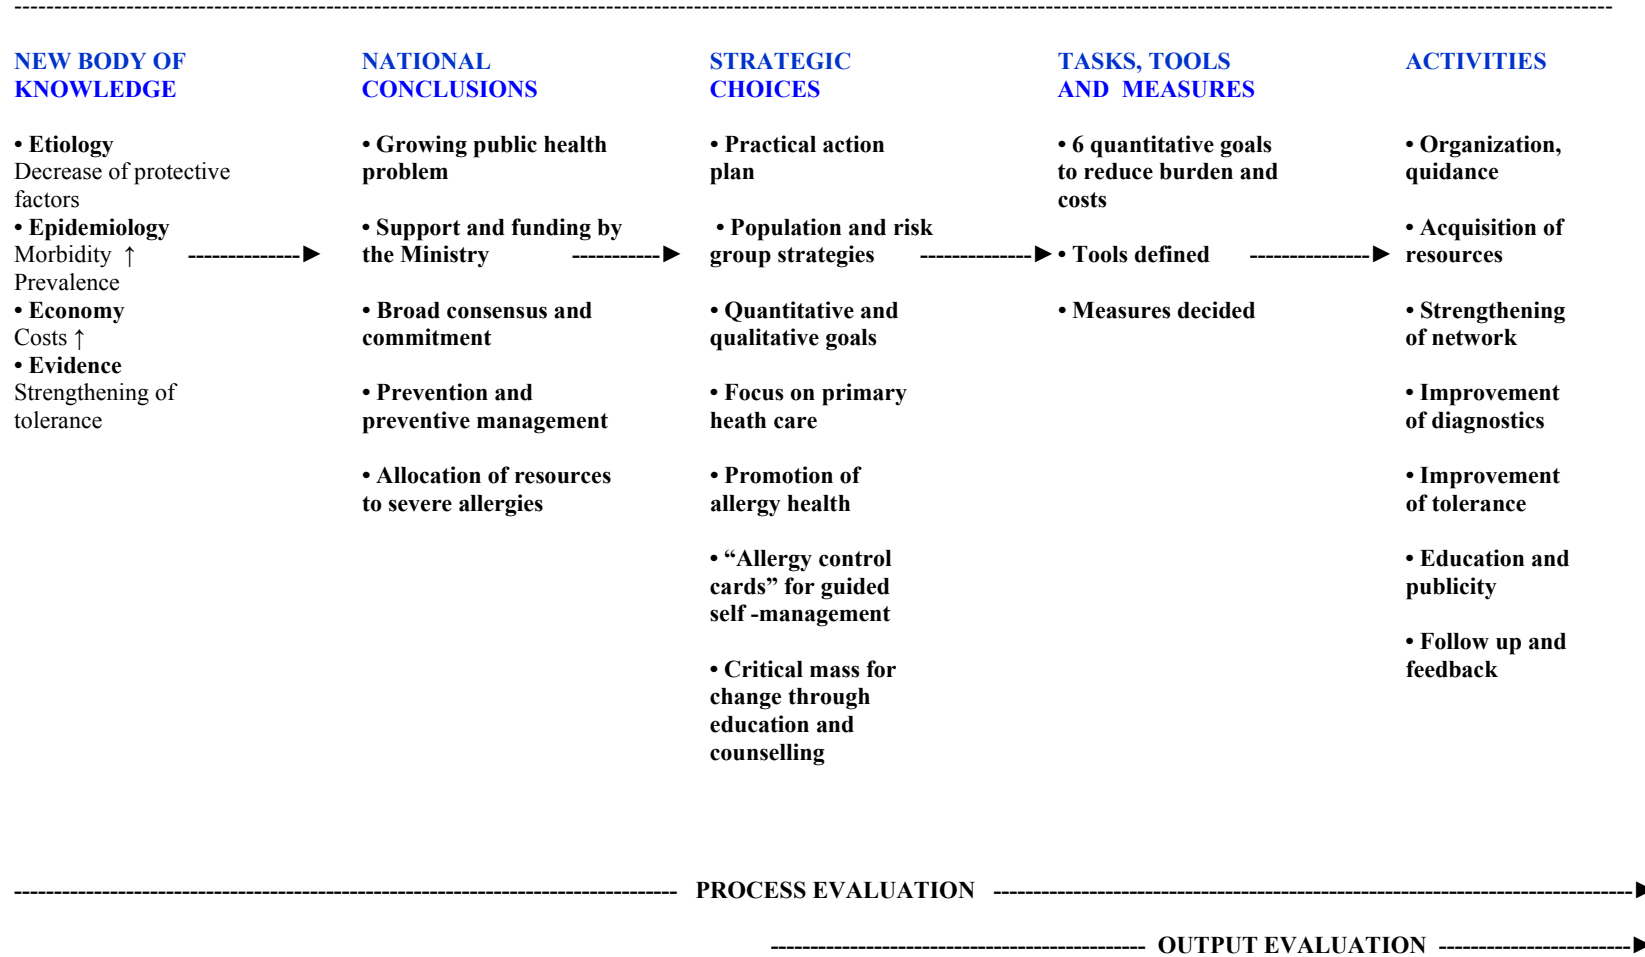 NEW BODY OF
KNOWLEDGE
• Etiology
Decrease of protective
factors
• Epidemiology
Morbidity ↑
Prevalence
• Economy
Costs ↑
• Evidence
Strengthening of
tolerance
NATIONAL
CONCLUSIONS
• Growing public health
problem
• Support and funding by
the Ministry
• Broad consensus and
commitment
• Prevention and
preventive management
• Allocation of resources
to severe allergies
STRATEGIC
CHOICES
• Practical action
plan
• Population and risk
group strategies
• Quantitative and
qualitative goals
• Focus on primary
heath care
• Promotion of
allergy health
• “Allergy control
cards” for guided
self -management
• Critical mass for
change through
education and
counselling
TASKS, TOOLS
AND MEASURES
• 6 quantitative goals
to reduce burden and
costs
• Tools defined
• Measures decided
ACTIVITIES
• Organization,
quidance
• Acquisition of
resources
• Strengthening
of network
• Improvement
of diagnostics
• Improvement
of tolerance
• Education and
publicity
• Follow up and
feedback
PROCESS EVALUATION
OUTPUT EVALUATION